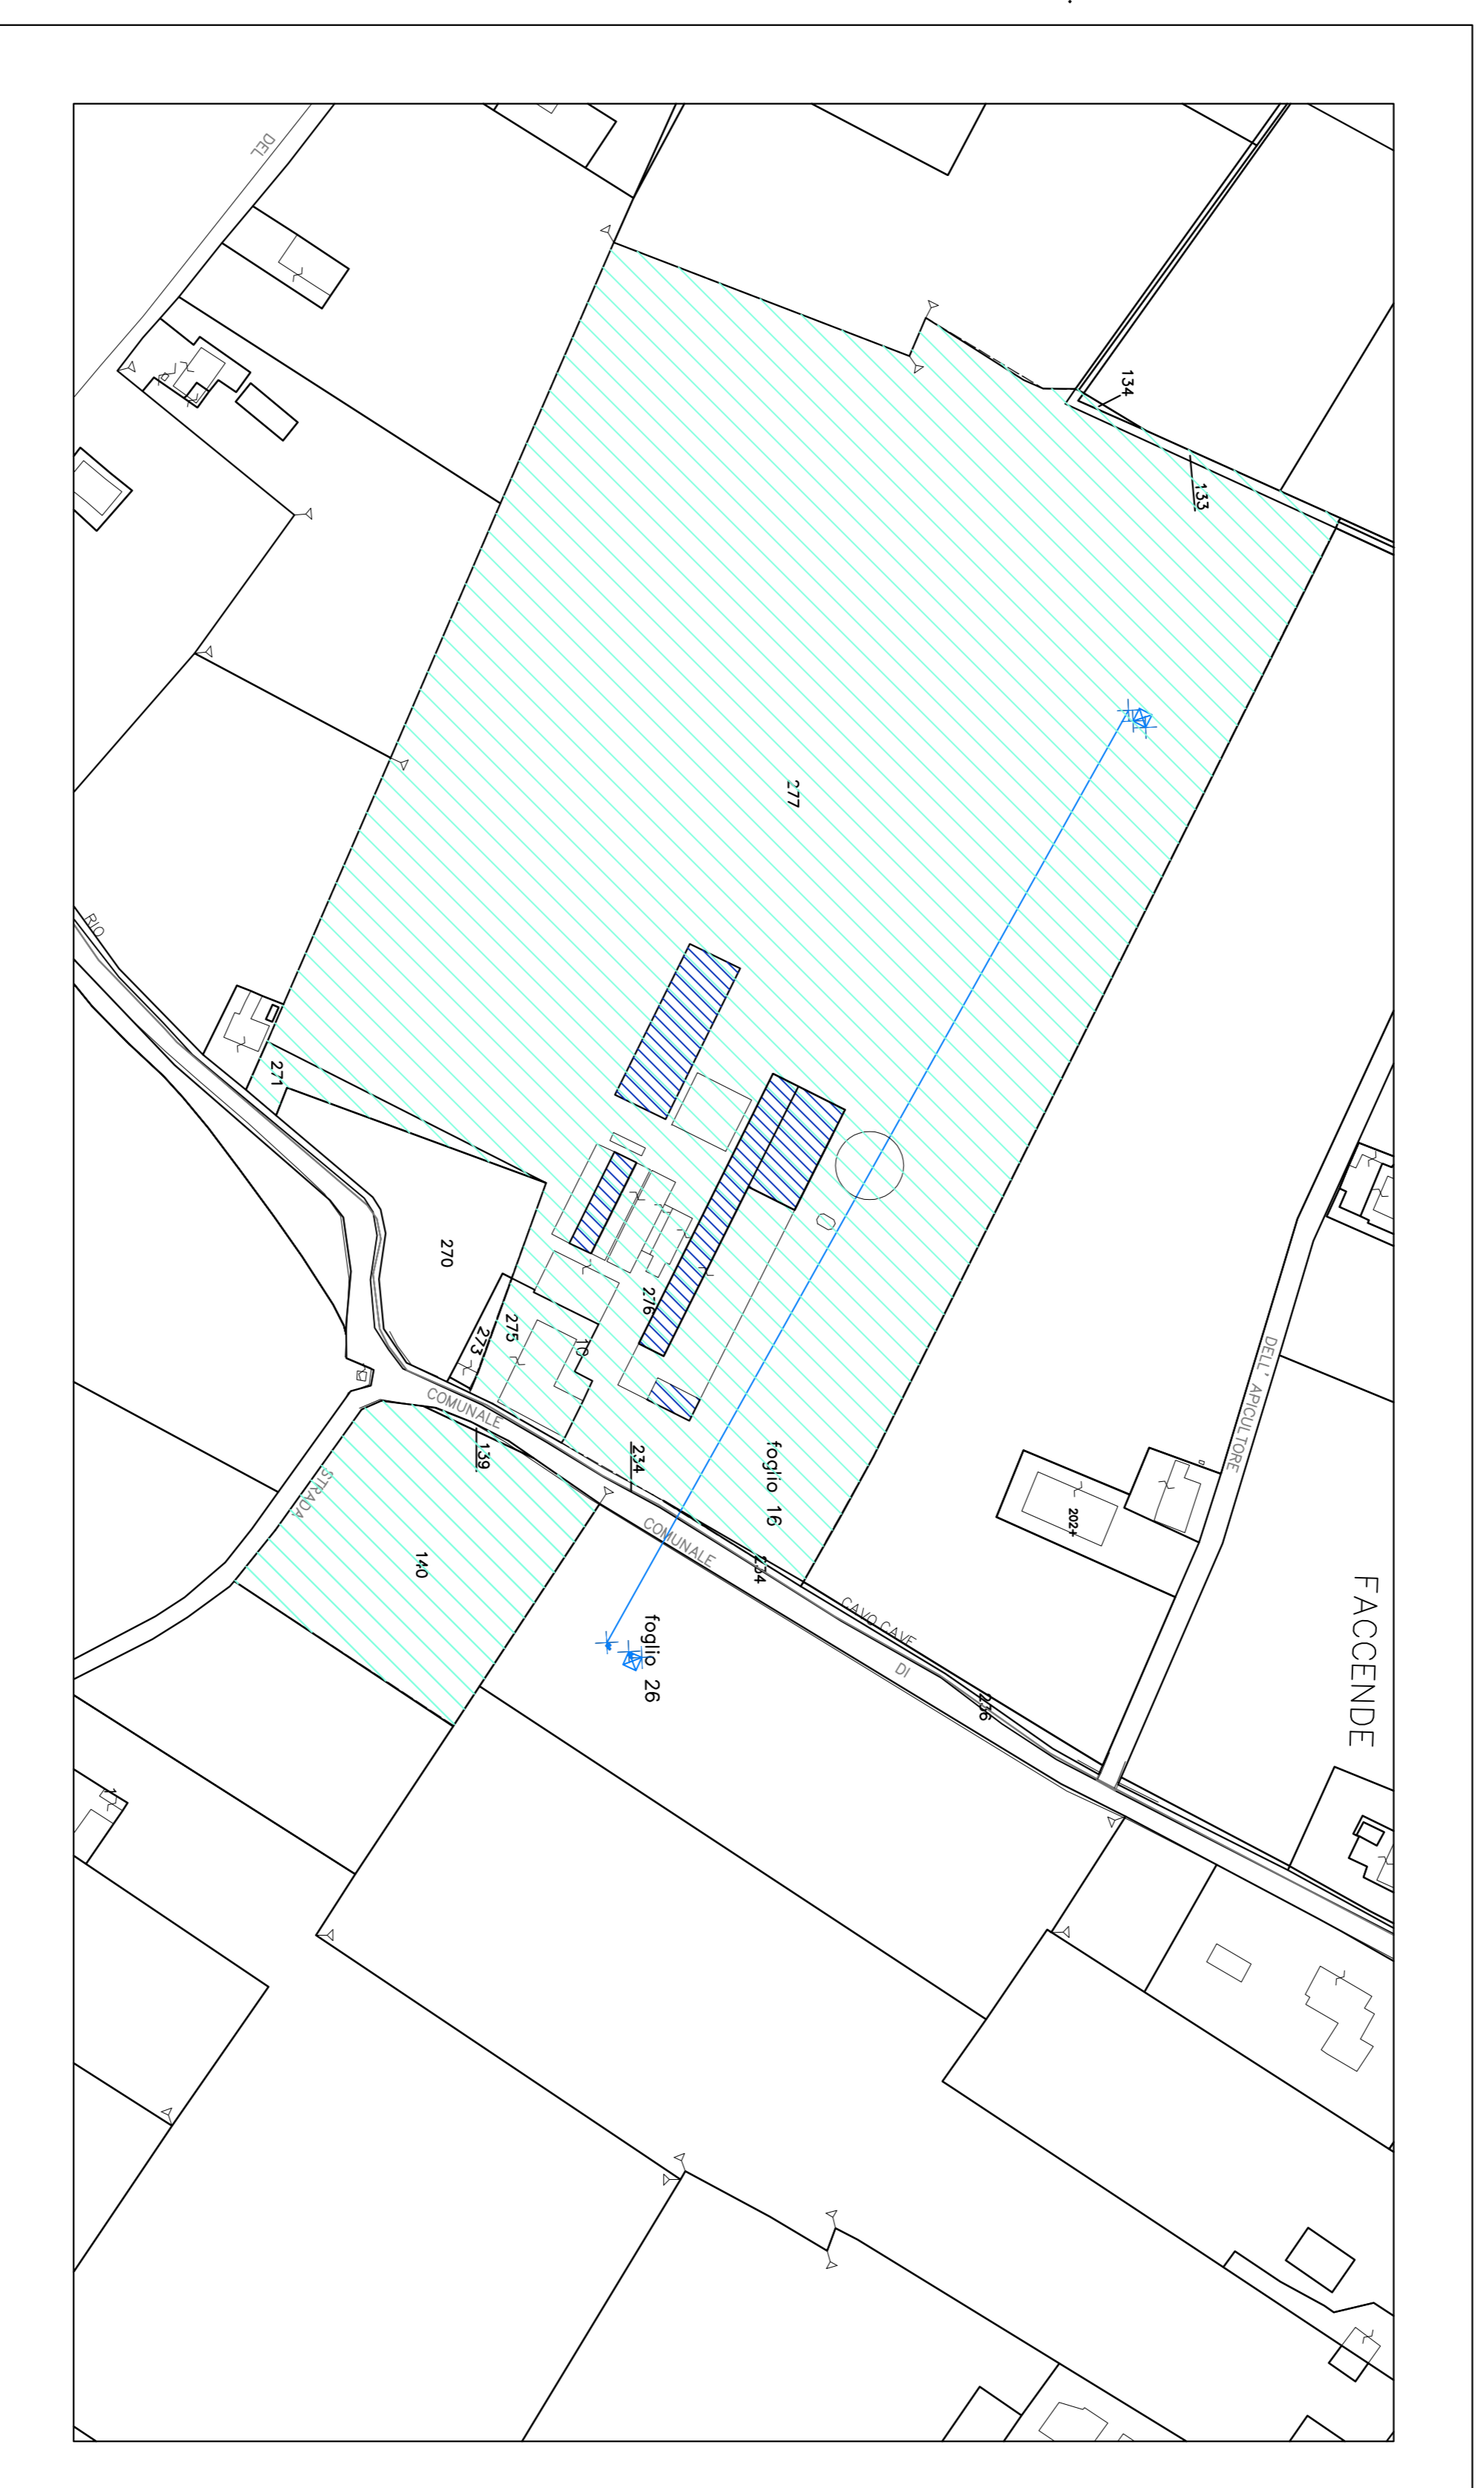 DEL
134
133
277
RIO
271
270
276
275
10
273
COMUNALE
139
234
foglio 16
STRADA
140
COMUNALE
234
foglio 26
CAVO CAVE
DI
236
DELL' APICULTORE
202+
FACCENDE